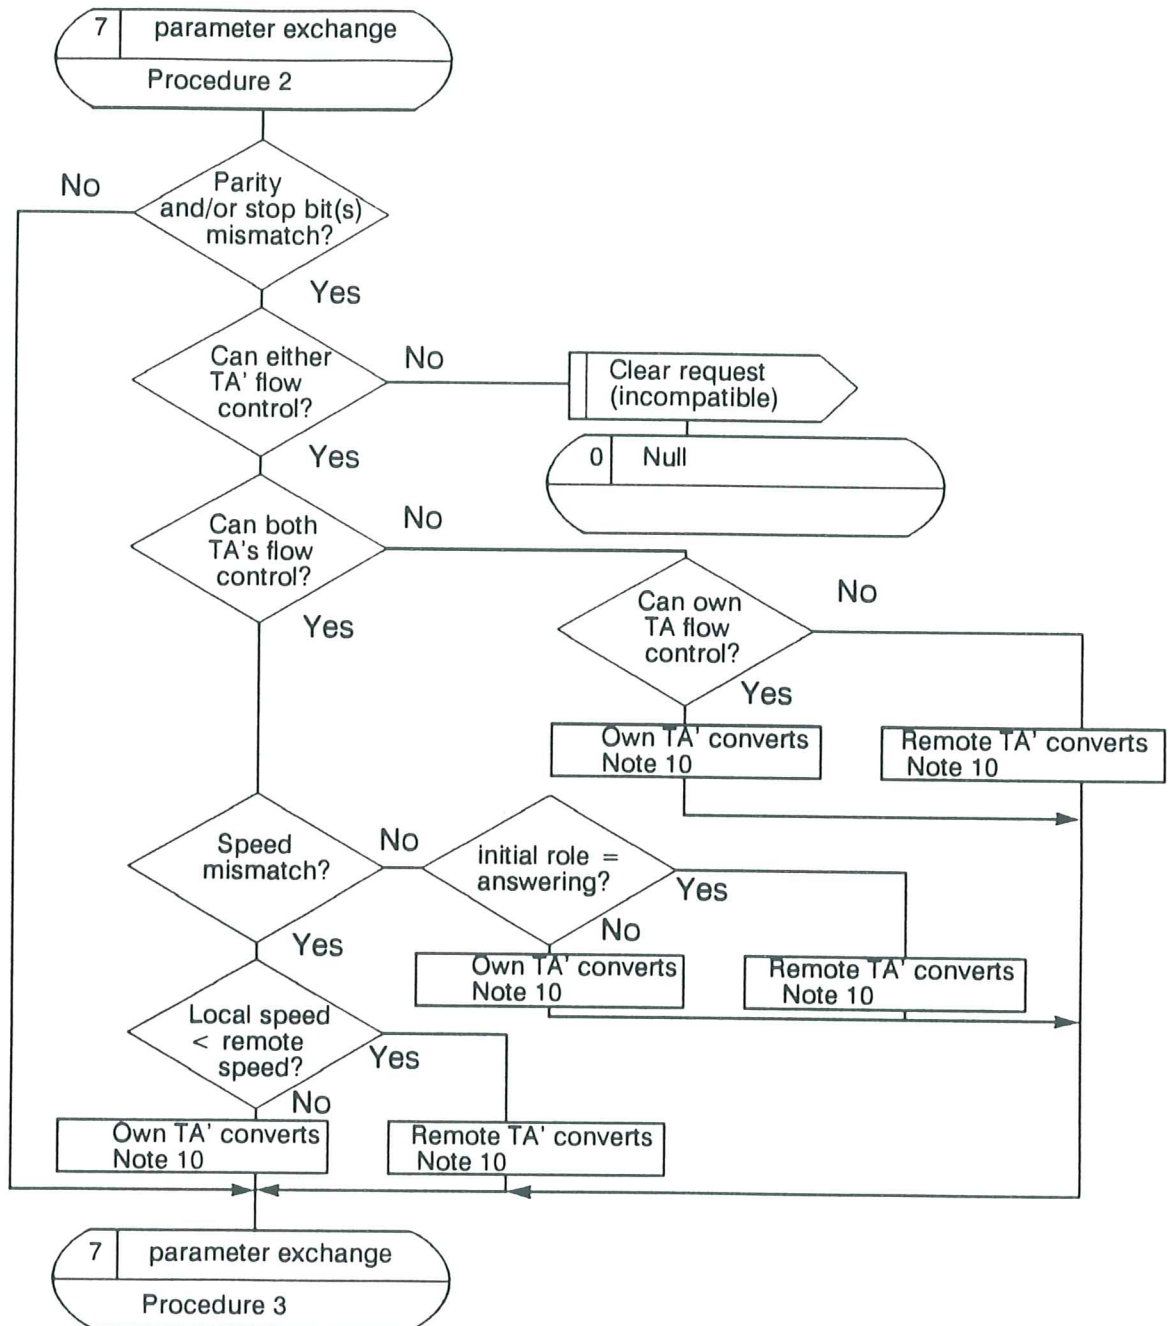 7 parameter exchange
Procedure 2
No
Parity
and/or stop bit(s)
mismatch?
Yes
Can either
TA' flow
control?
No
Clear request
(incompatible)
Yes
0 Null
Can both
TA's flow
control?
No
Yes
Can own
TA flow
control?
No
Yes
Own TA' converts
Note 10
Remote TA' converts
Note 10
Speed
mismatch?
No
initial role =
answering?
Yes
No
Yes
Own TA' converts
Note 10
Remote TA' converts
Note 10
Local speed
< remote
speed?
Yes
No
Own TA' converts
Note 10
Remote TA' converts
Note 10
7 parameter exchange
Procedure 3